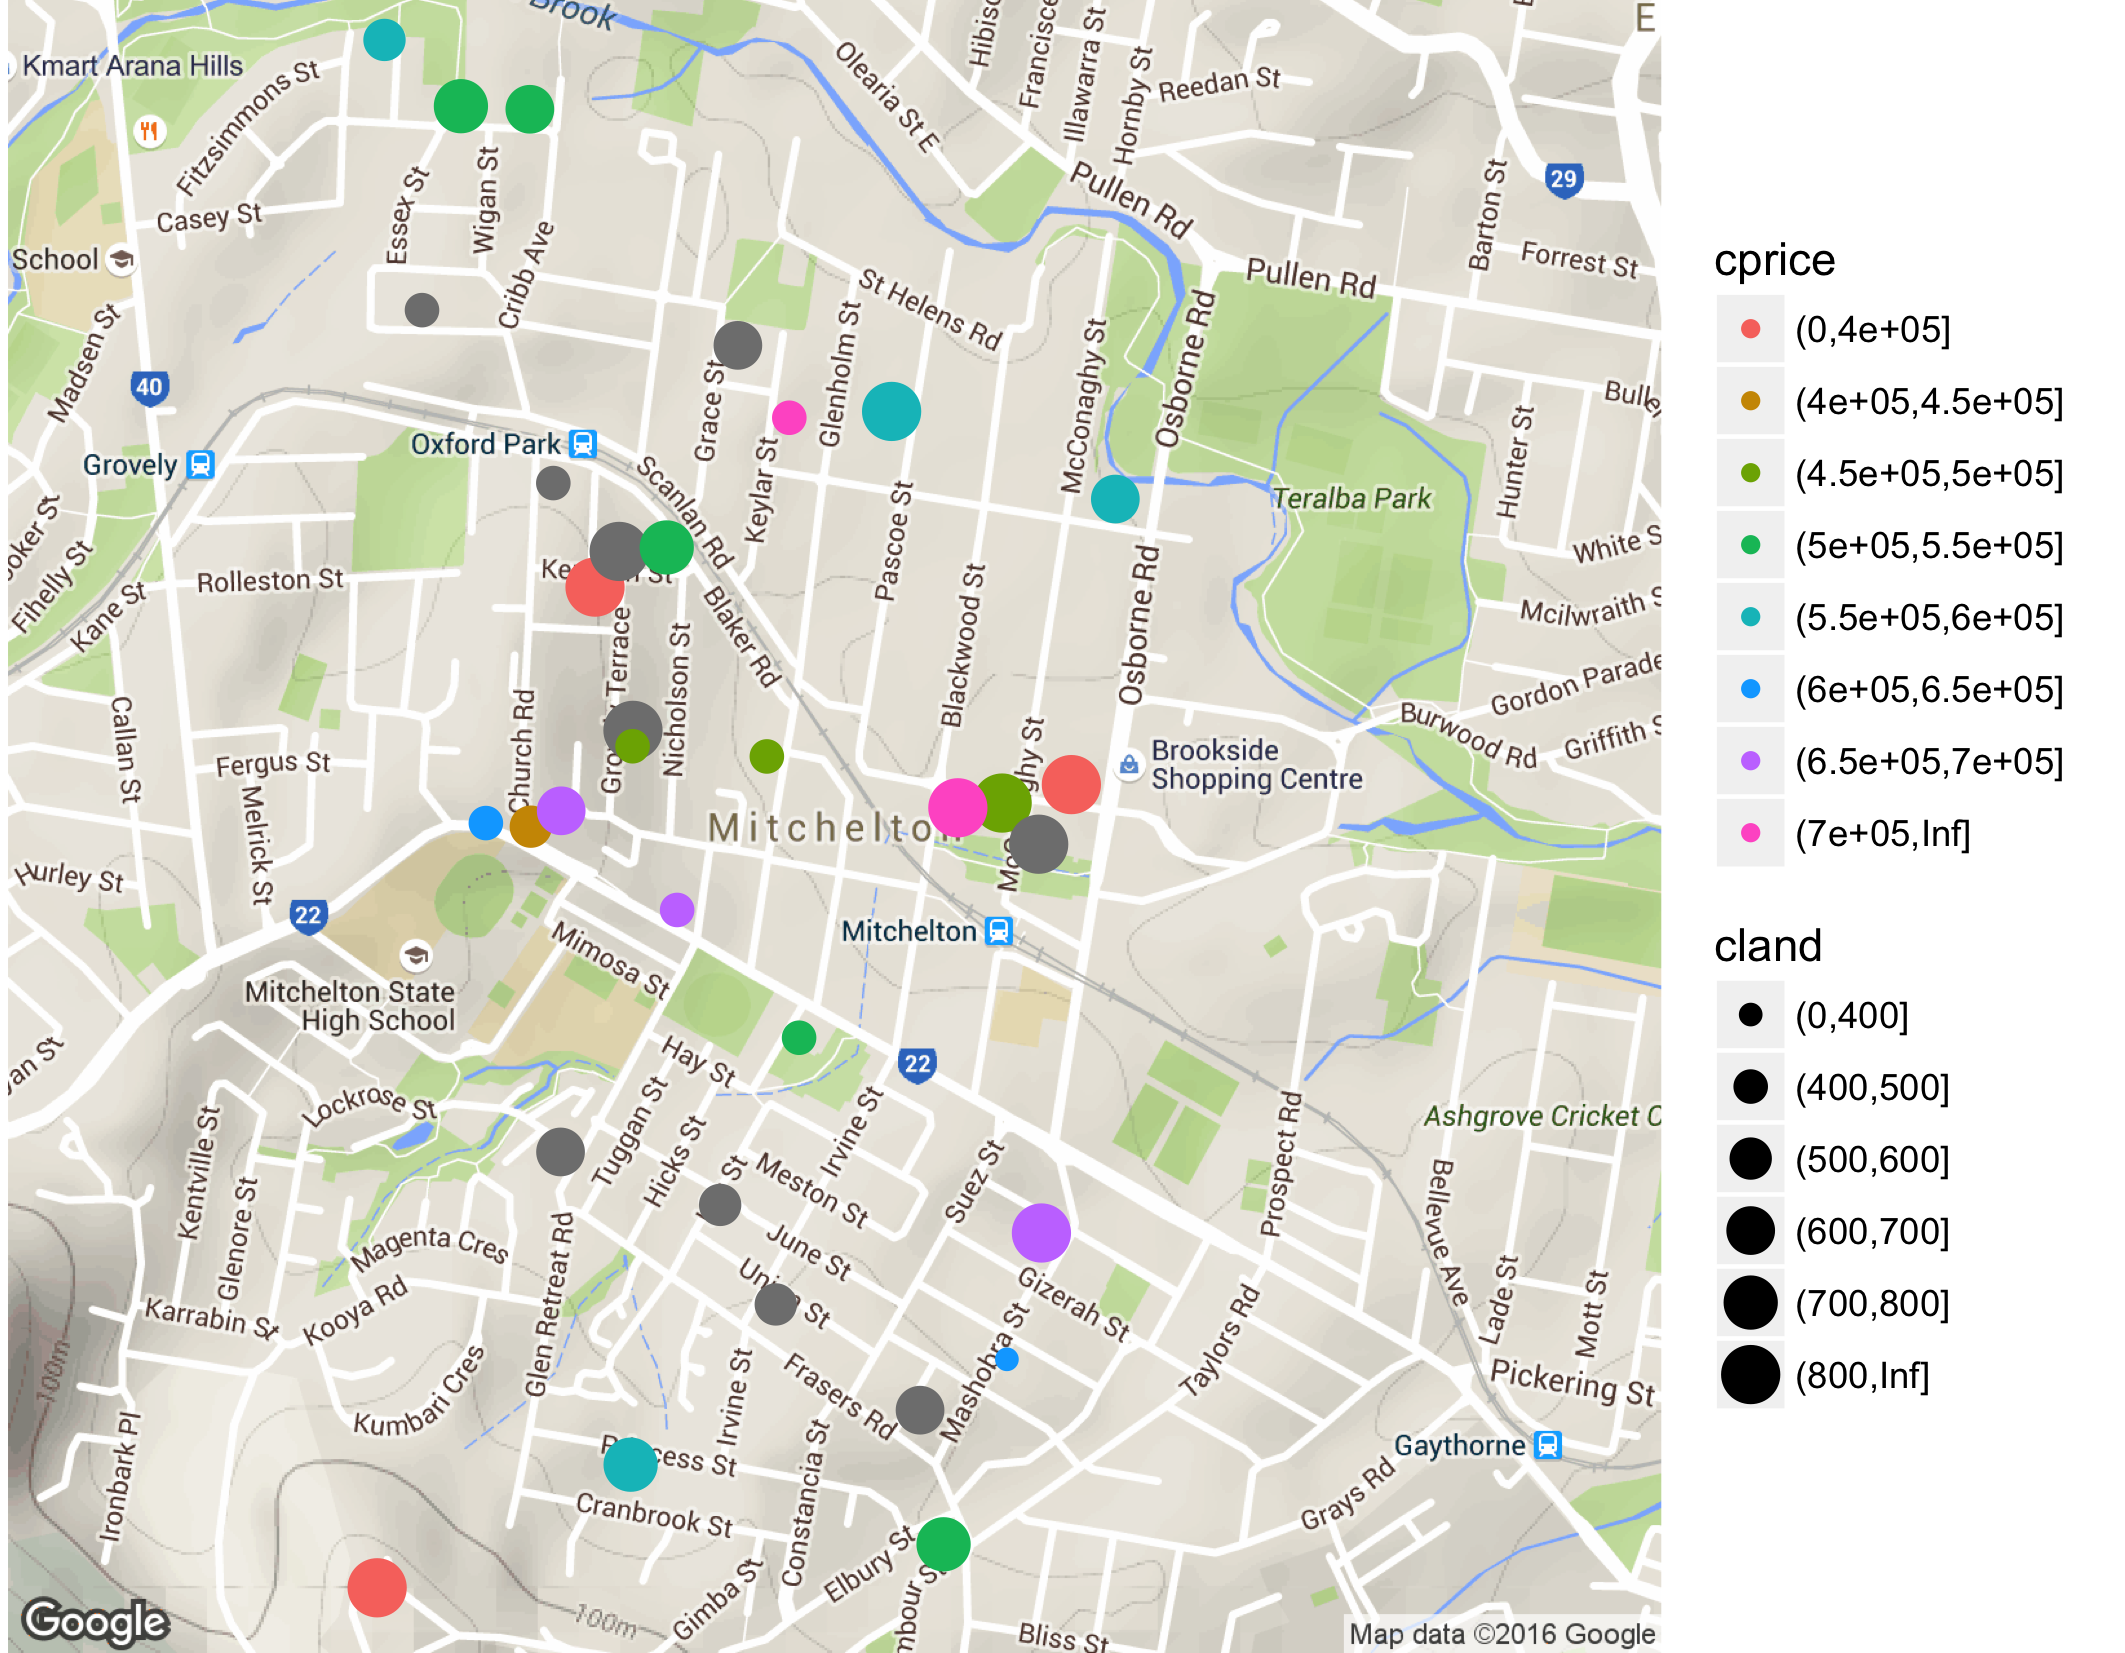 Brook
E
Kmart Arana Hills
Fitzsimmons St
Olearia St E
Illawarra St
Hornby St
Reedan St
Pullen Rd
29
Essex St
Wigan St
Casey St
Barton St
School
Cribb Ave
St Helens Rd
Pullen Rd
Forrest St
Madsen St
40
Grace St
Glenholm St
McConaghy St
Osborne Rd
Oxford Park
Grovely
Keylar St
Scanlan Rd
Pascoe St
Teralba Park
Hunter St
Fihelly St
Kane St
Rolleston St
Blaker Rd
Blackwood St
Osborne Rd
White S
Mcilwraith S
Terrace
Nicholson St
Gordon Parade
Callan St
Church Rd
Burwood Rd
Griffith S
Fergus St
Melrick St
Brookside
Shopping Centre
Mitchelton
Hurley St
22
Mitchelton
Mimosa St
Mitchelton State
High School
Hay St
22
Lockrose St
Tuggan St
Hicks St
Irvine St
Meston St
Suez St
Prospect Rd
Ashgrove Cricket C
Kentville St
Glenore St
Magenta Cres
Glen Retreat Rd
June St
Gizerah St
Bellevue Ave
Lade St
Mott St
Karrabin St
Kooya Rd
100m
Kumbari Cres
Irvine St
Frasers Rd
Mashobra St
Taylors Rd
Pickering St
Ironbark Pl
Cranbrook St
Constancia St
Grays Rd
Gaythorne
Elbury St
Gimba St
100m
Bliss St
Google
Map data ©2016 Google
cprice
(0,4e+05]
(4e+05,4.5e+05]
(4.5e+05,5e+05]
(5e+05,5.5e+05]
(5.5e+05,6e+05]
(6e+05,6.5e+05]
(6.5e+05,7e+05]
(7e+05,Inf]
cland
(0,400]
(400,500]
(500,600]
(600,700]
(700,800]
(800,Inf]